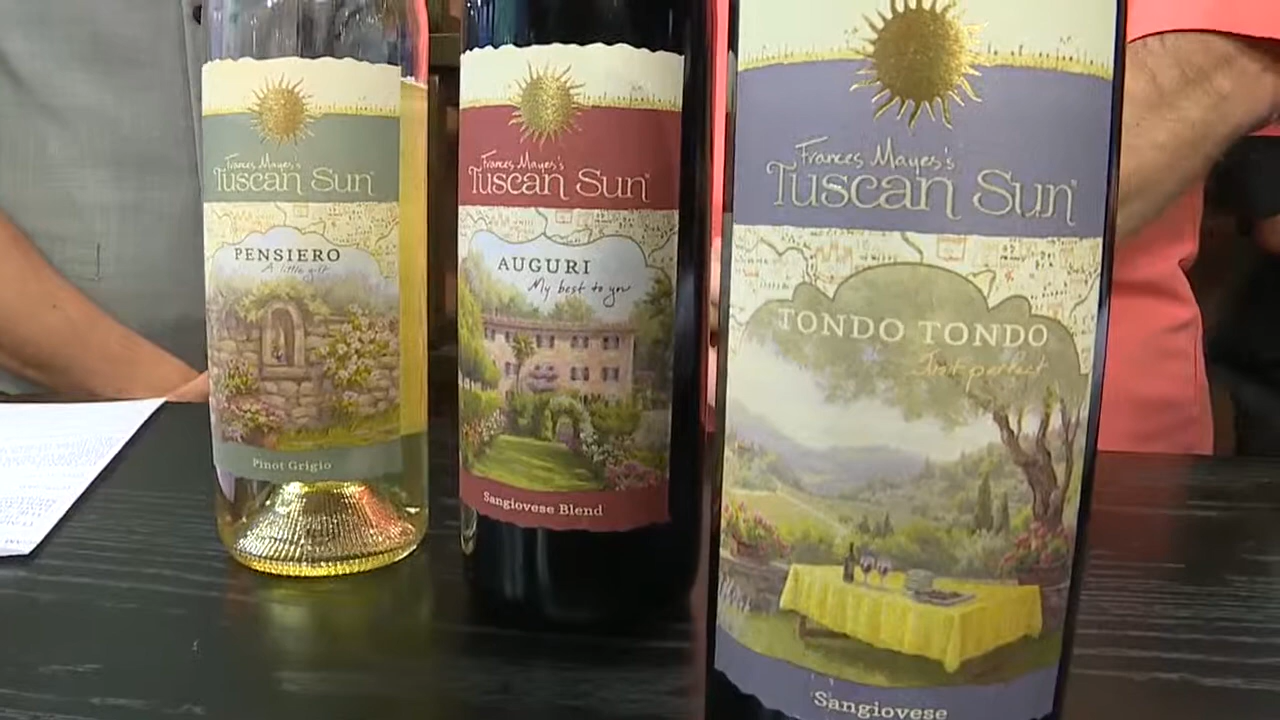 Frances Mayes's
Tuscan Sun
PENSIERO
A little gift
Pinot Grigio
Frances Mayes's
Tuscan Sun
AUGURI
My best to you
Sangiovese Blend
Frances Mayes's
Tuscan Sun
TONDO TONDO
Just perfect
Sangiovese